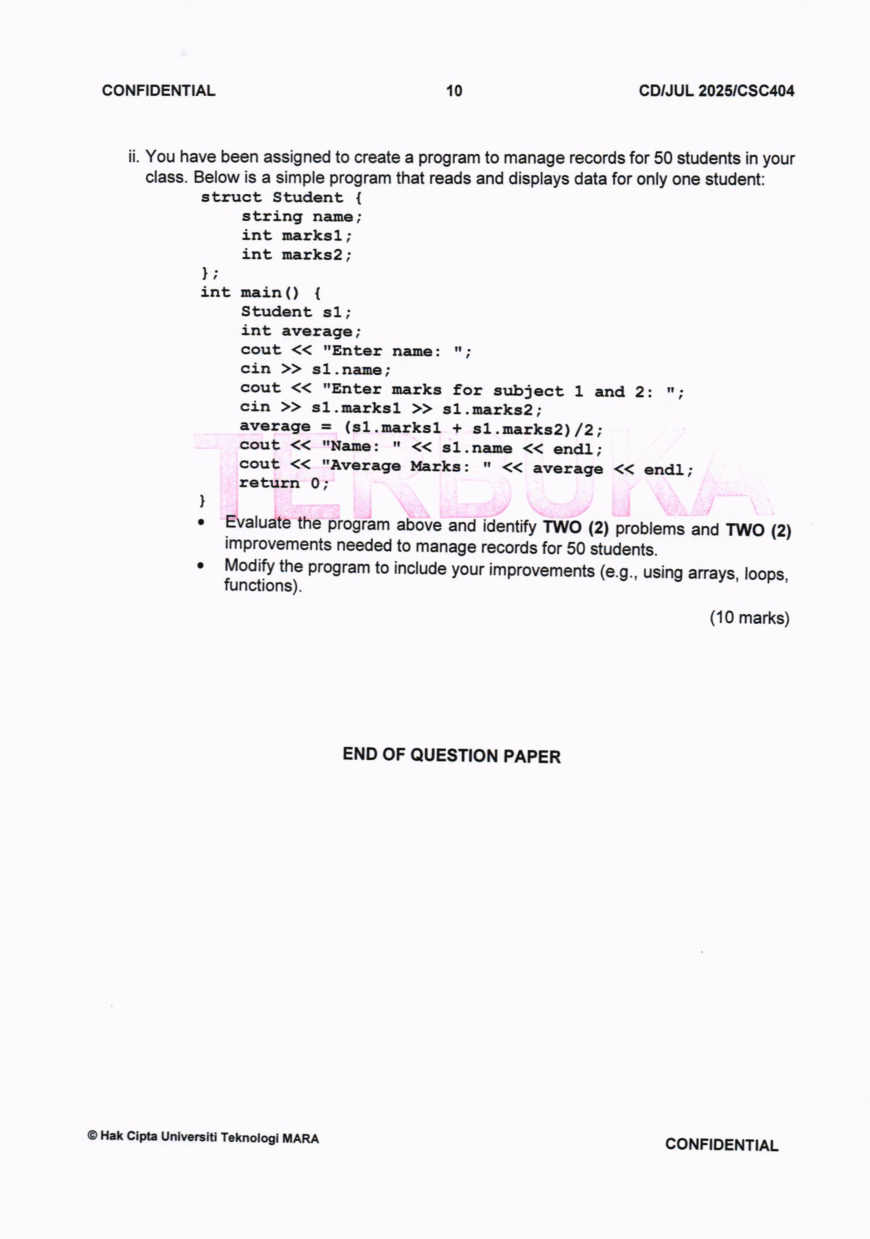 CONFIDENTIAL 10 CD/JUL 2025/CSC404
ii. You have been assigned to create a program to manage records for 50 students in your
class. Below is a simple program that reads and displays data for only one student:
struct Student {
string name;
int marks1;
int marks2;
};
int main() {
Student s1;
int average;
cout << "Enter name: ";
cin >> s1.name;
cout << "Enter marks for subject 1 and 2: ";
cin >> s1.marks1 >> s1.marks2;
average = (s1.marks1 + s1.marks2)/2;
cout << "Name: " << s1.name << endl;
cout << "Average Marks: " << average << endl;
return 0;
}
TERBUKA
• Evaluate the program above and identify TWO (2) problems and TWO (2)
improvements needed to manage records for 50 students.
• Modify the program to include your improvements (e.g., using arrays, loops,
functions).
(10 marks)
END OF QUESTION PAPER
© Hak Cipta Universiti Teknologi MARA
CONFIDENTIAL